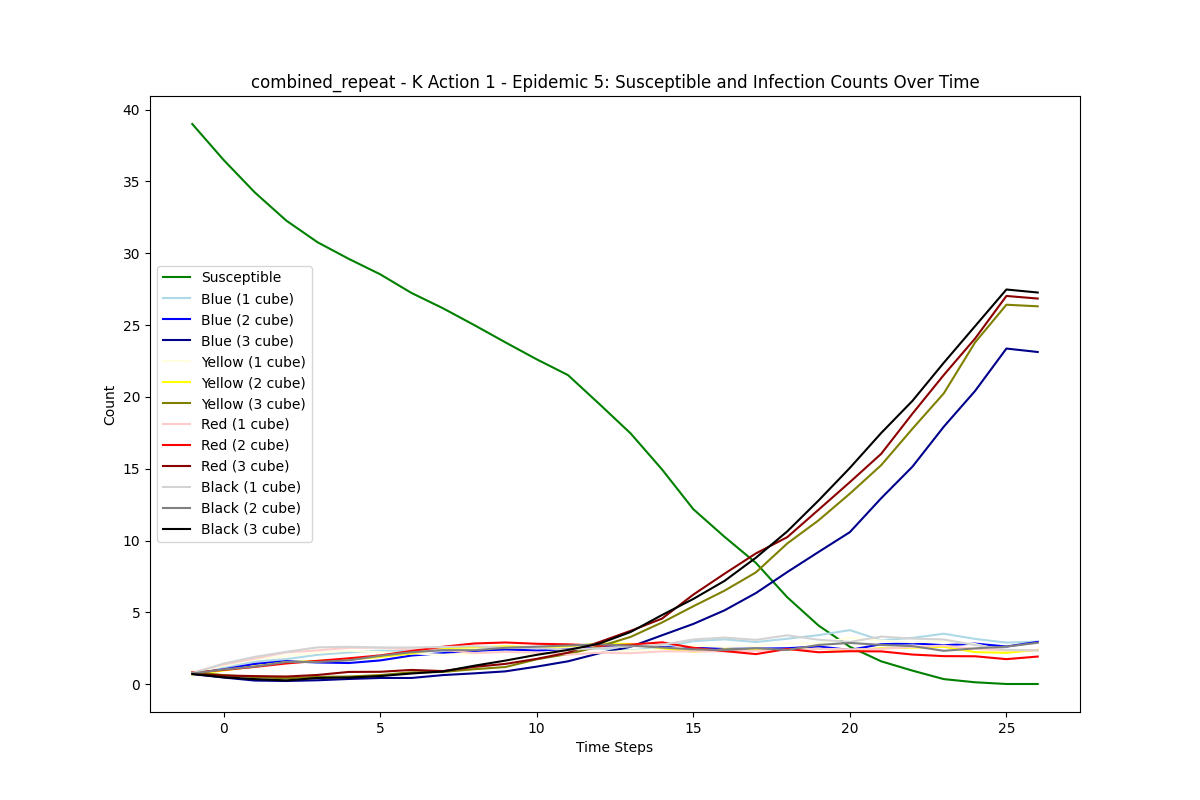 combined_repeat - K Action 1 - Epidemic 5: Susceptible and Infection Counts Over Time
40
35
30
25
20
15
10
5
0
Count
Susceptible
Blue (1 cube)
Blue (2 cube)
Blue (3 cube)
Yellow (1 cube)
Yellow (2 cube)
Yellow (3 cube)
Red (1 cube)
Red (2 cube)
Red (3 cube)
Black (1 cube)
Black (2 cube)
Black (3 cube)
0 5 10 15 20 25
Time Steps